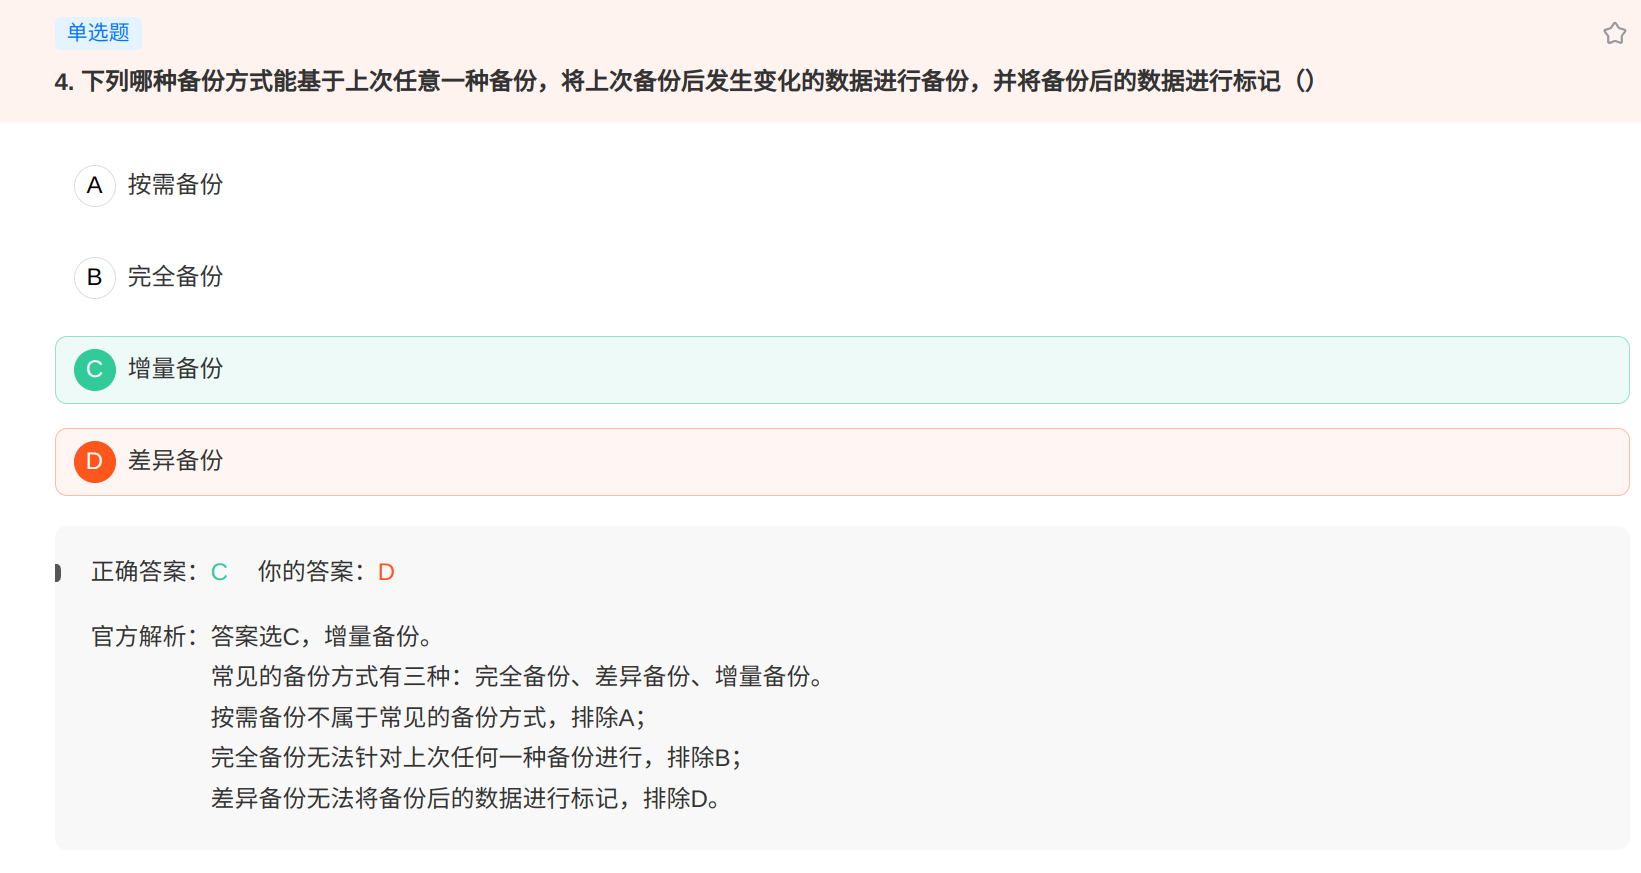 单选题
4. 下列哪种备份方式能基于上次任意一种备份，将上次备份后发生变化的数据进行备份，并将备份后的数据进行标记（）
A 按需备份
B 完全备份
C 增量备份
D 差异备份
正确答案：C 你的答案：D
官方解析：答案选C，增量备份。
常见的备份方式有三种：完全备份、差异备份、增量备份。
按需备份不属于常见的备份方式，排除A；
完全备份无法针对上次任何一种备份进行，排除B；
差异备份无法将备份后的数据进行标记，排除D。